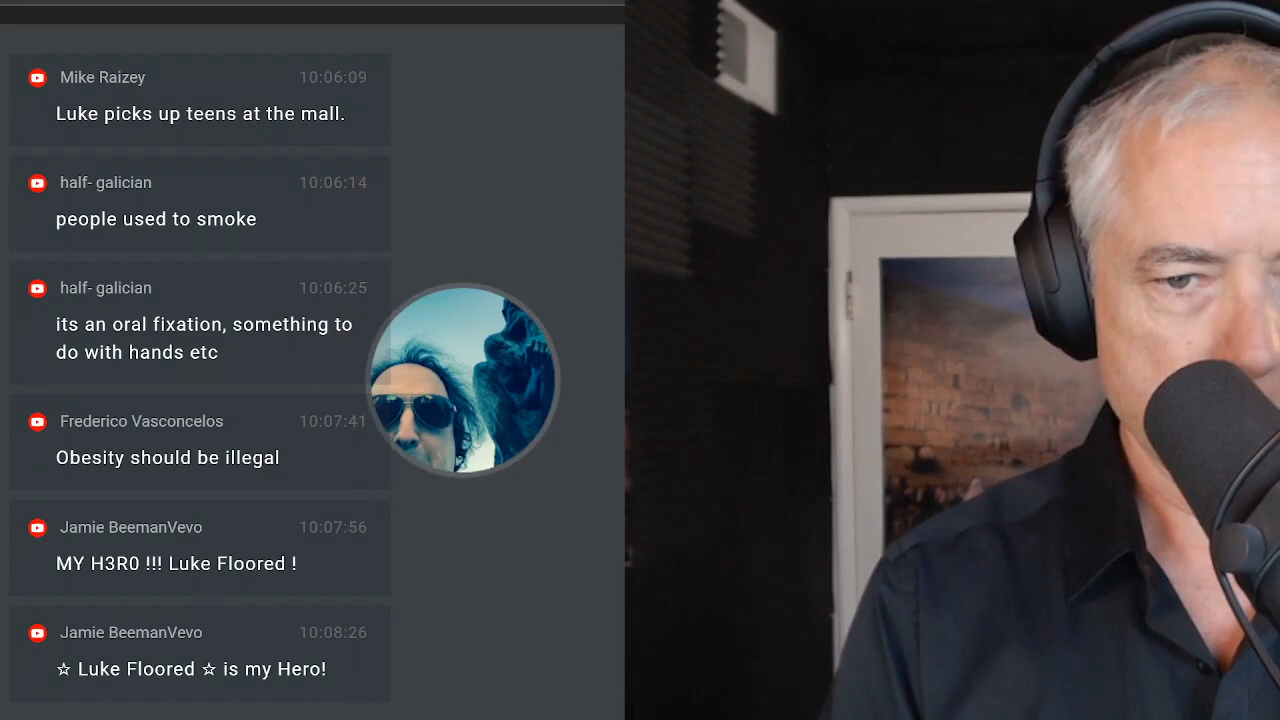 Mike Raizey 10:06:09
Luke picks up teens at the mall.
half- galician 10:06:14
people used to smoke
half- galician 10:06:25
its an oral fixation, something to
do with hands etc
Frederico Vasconcelos 10:07:41
Obesity should be illegal
Jamie BeemanVevo 10:07:56
MY H3R0 !!! Luke Floored !
Jamie BeemanVevo 10:08:26
☆ Luke Floored ☆ is my Hero!